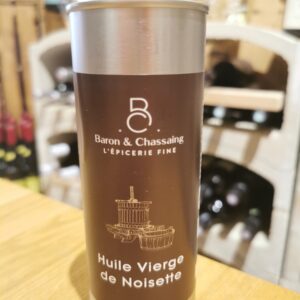 BC
Baron & Chassaing
L'ÉPICERIE FINE
Huile Vierge
de Noisette